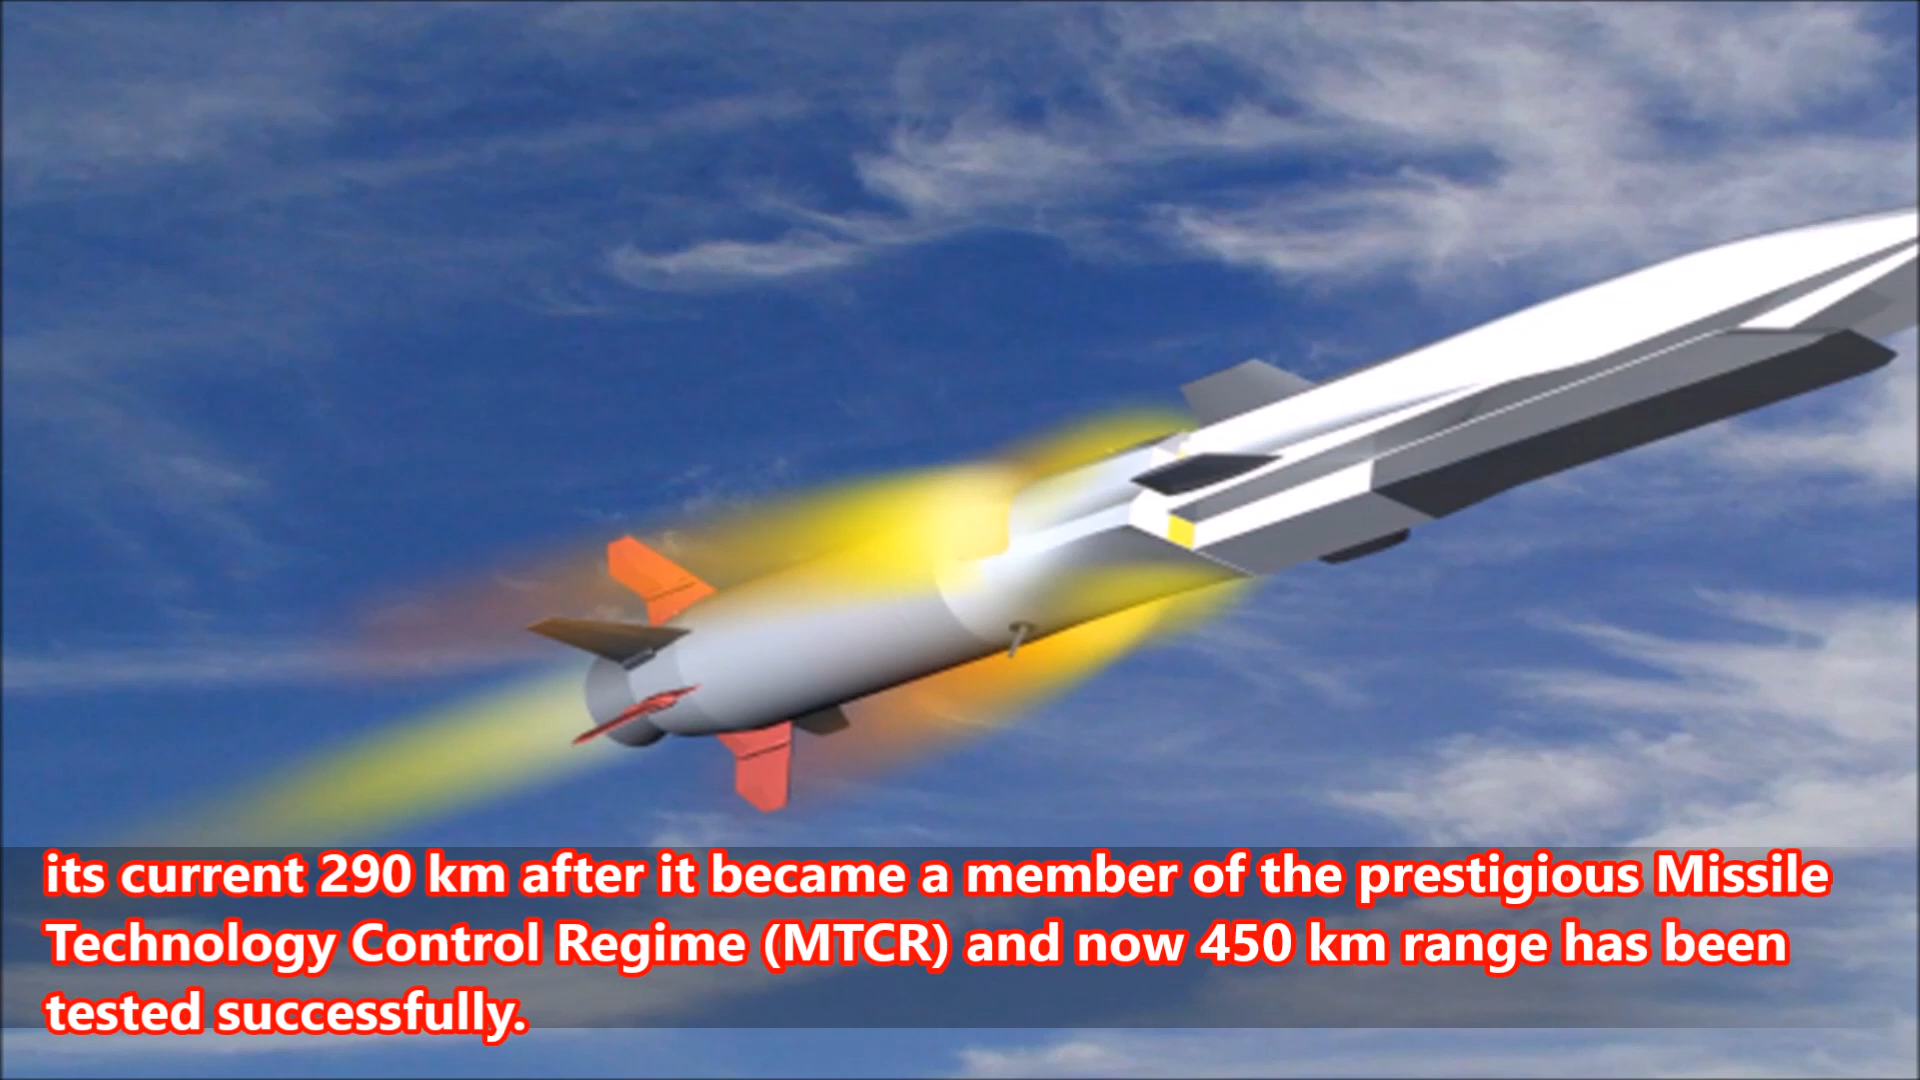 its current 290 km after it became a member of the prestigious Missile
Technology Control Regime (MTCR) and now 450 km range has been
tested successfully.